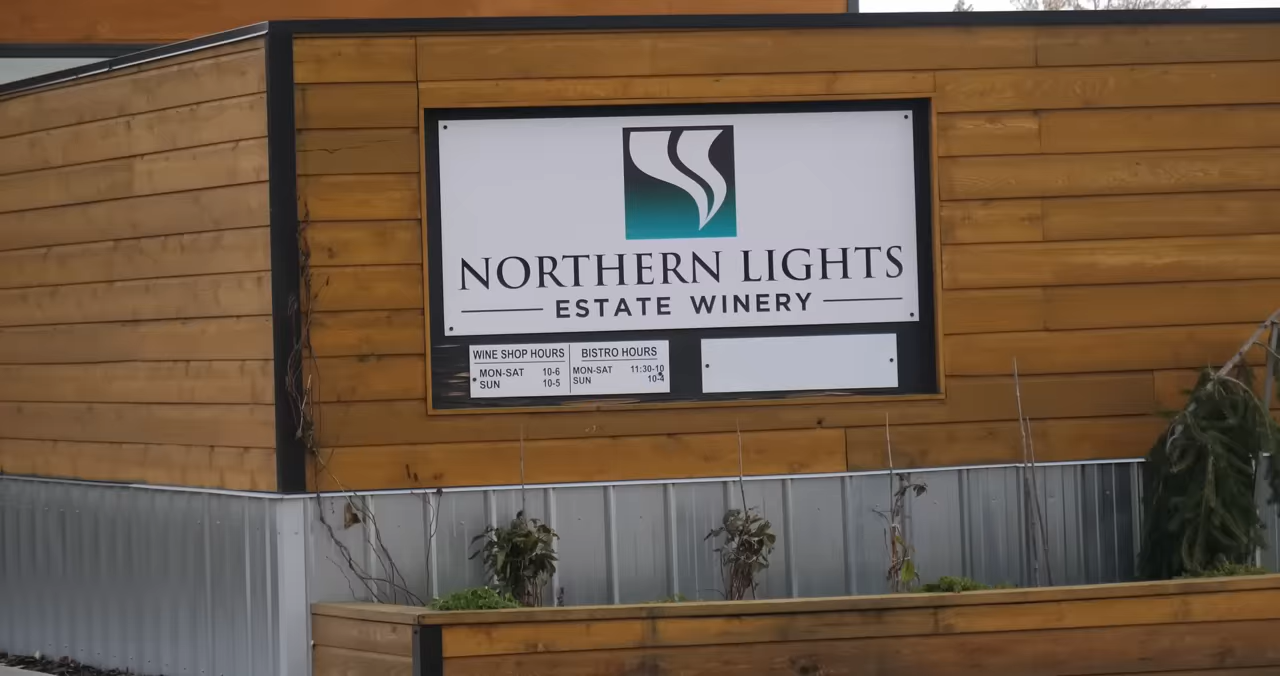 NORTHERN LIGHTS
ESTATE WINERY
WINE SHOP HOURS
MON-SAT 10-6
SUN 10-5
BISTRO HOURS
MON-SAT 11:30-10
SUN 10-4